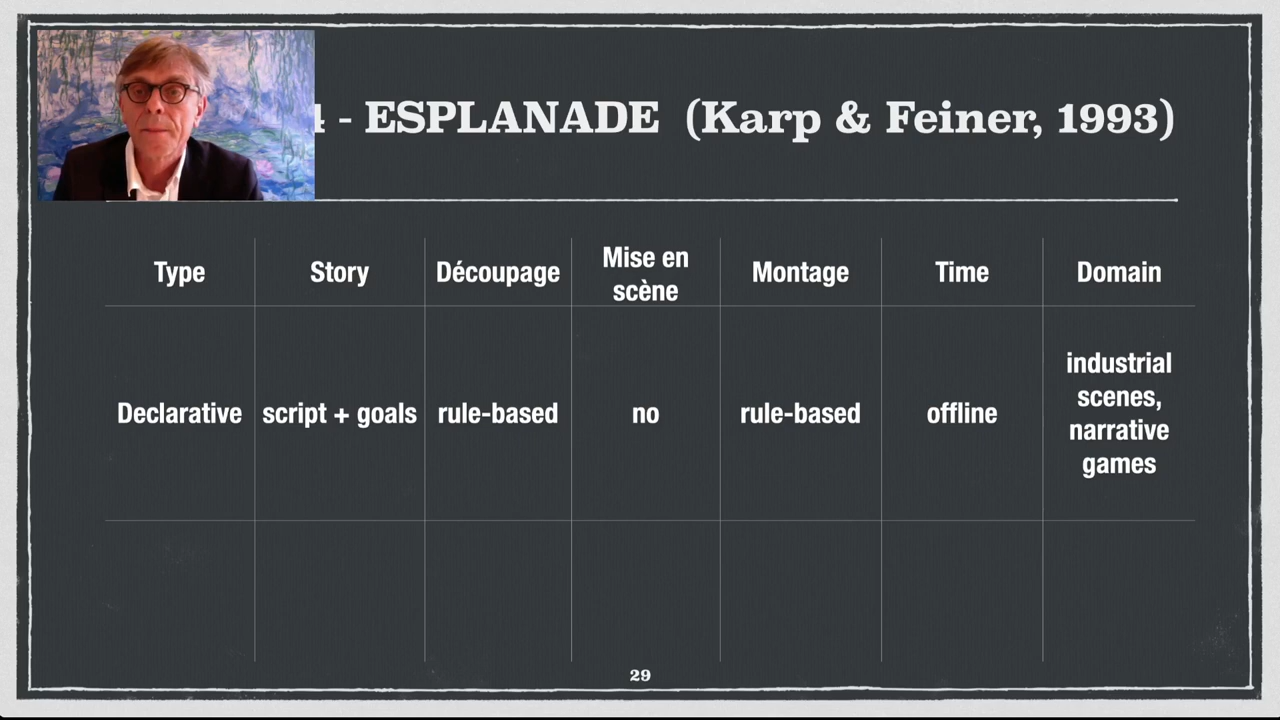 4 - ESPLANADE (Karp & Feiner, 1993)
Type Story Découpage Mise en scène Montage Time Domain
Declarative script + goals rule-based no rule-based offline industrial scenes, narrative games
29